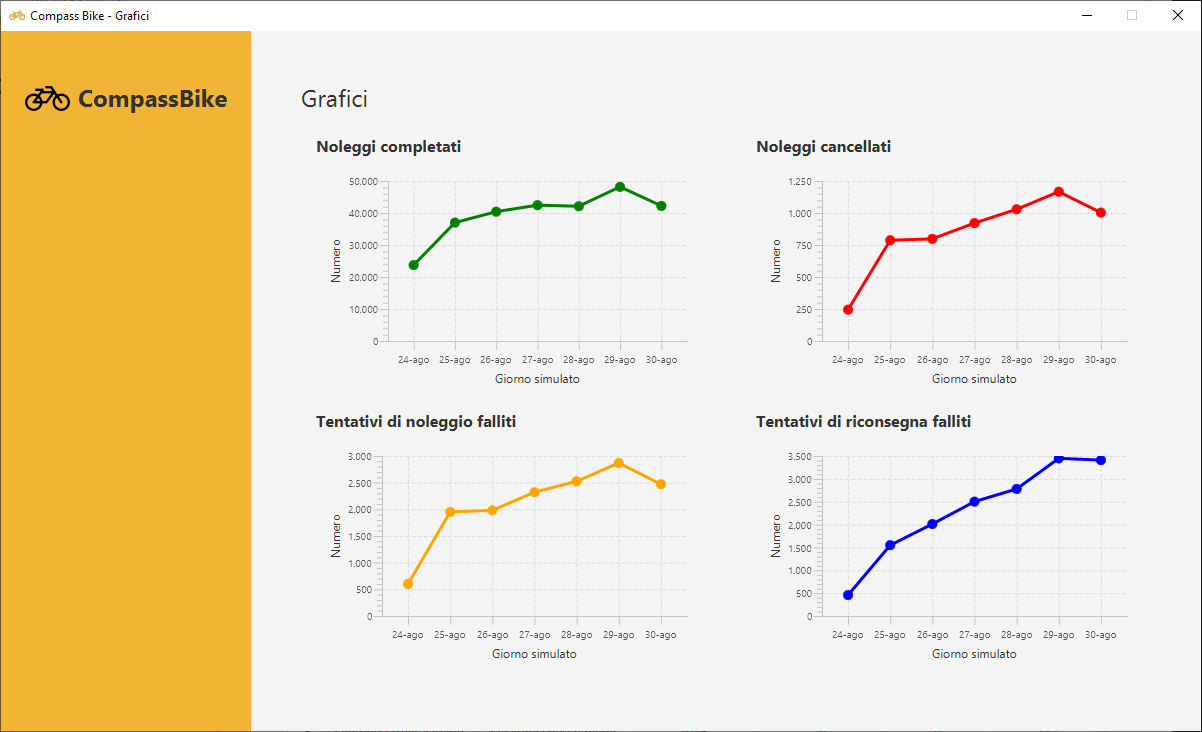 Compass Bike - Grafici
CompassBike
Grafici
Noleggi completati
50.000
40.000
30.000
20.000
10.000
0
Numero
24-ago 25-ago 26-ago 27-ago 28-ago 29-ago 30-ago
Giorno simulato
Noleggi cancellati
1.250
1.000
750
500
250
0
Numero
24-ago 25-ago 26-ago 27-ago 28-ago 29-ago 30-ago
Giorno simulato
Tentativi di noleggio falliti
3.000
2.500
2.000
1.500
1.000
500
0
Numero
24-ago 25-ago 26-ago 27-ago 28-ago 29-ago 30-ago
Giorno simulato
Tentativi di riconsegna falliti
3.500
3.000
2.500
2.000
1.500
1.000
500
0
Numero
24-ago 25-ago 26-ago 27-ago 28-ago 29-ago 30-ago
Giorno simulato